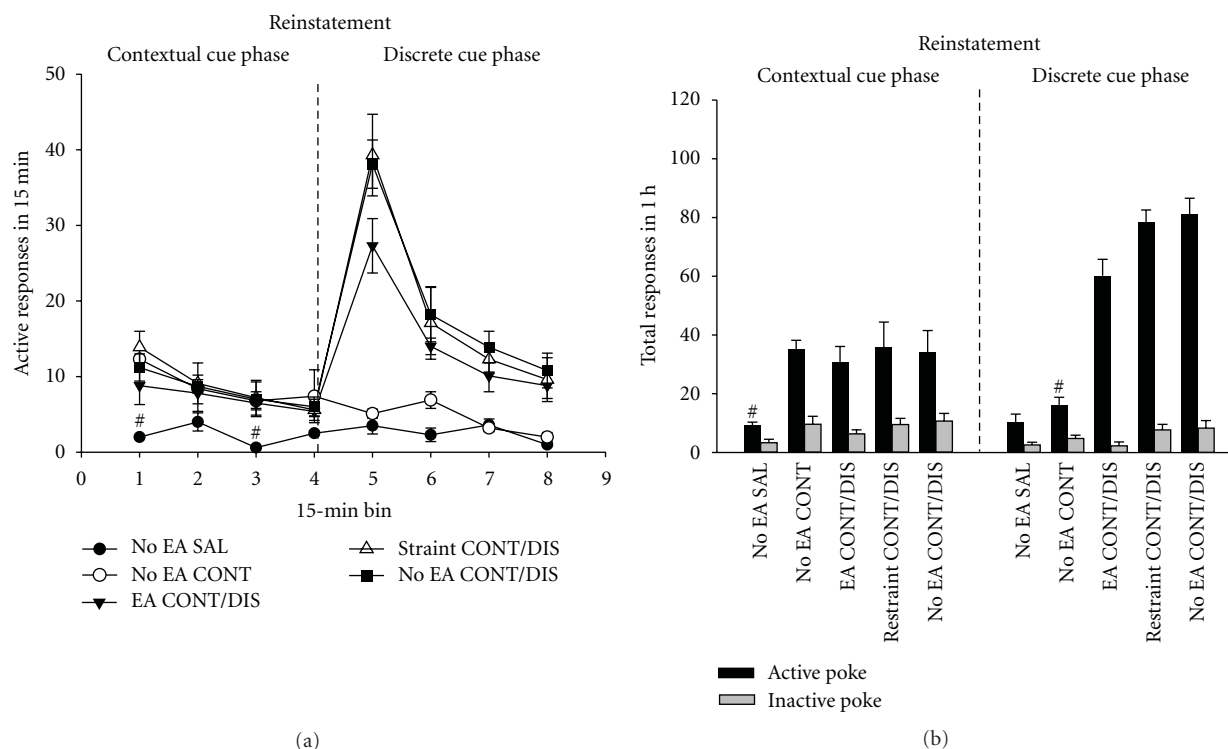 Reinstatement
Contextual cue phase Discrete cue phase
50
40
30
20
10
0
Active responses in 15 min
# #
0 1 2 3 4 5 6 7 8 9
15-min bin
No EA SAL
No EA CONT
EA CONT/DIS
Straint CONT/DIS
No EA CONT/DIS
(a)
Reinstatement
Contextual cue phase Discrete cue phase
120
100
80
60
40
20
0
Total responses in 1 h
# #
No EA SAL
No EA CONT
EA CONT/DIS
Restraint CONT/DIS
No EA CONT/DIS
No EA SAL
No EA CONT
EA CONT/DIS
Restraint CONT/DIS
No EA CONT/DIS
Active poke
Inactive poke
(b)